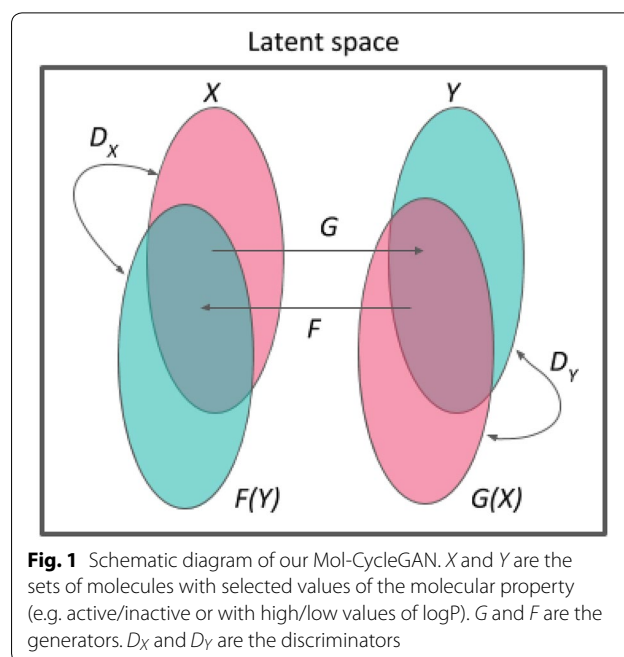 Latent space
X
Y
D_X
G
F
D_Y
F(Y)
G(X)
Fig. 1 Schematic diagram of our Mol-CycleGAN. X and Y are the
sets of molecules with selected values of the molecular property
(e.g. active/inactive or with high/low values of logP). G and F are the
generators. D_X and D_Y are the discriminators